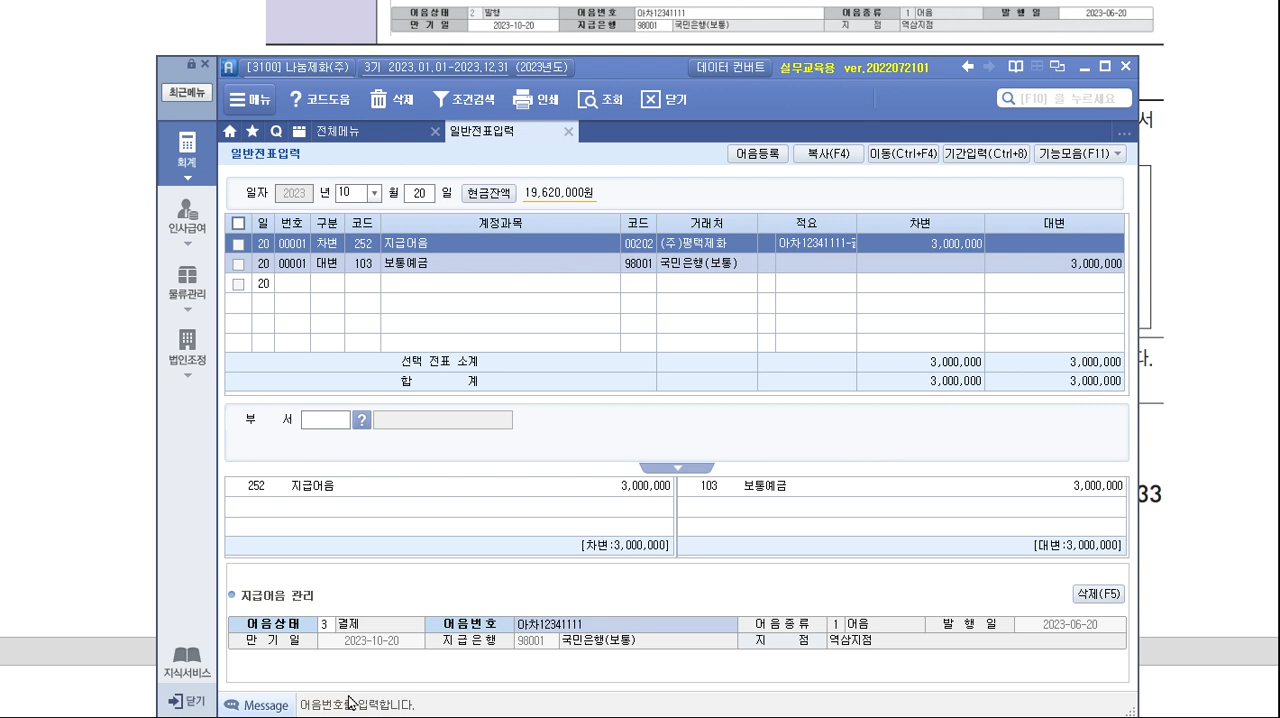 어음상태 2 발행 어음번호 아차12341111 어음종류 1 어음 발 행 일 2023-06-20
만 기 일 2023-10-20 지급은행 98001 국민은행(보통) 지 점 역삼지점
[3100] 나눔제화(주) 3기 2023.01.01~2023.12.31 (2023년도) 데이터 컨버트 실무교육용 ver.2022072101
최근메뉴 메뉴 코드도움 삭제 조건검색 인쇄 조회 닫기 [F10] 을 누르세요
서
전체메뉴 일반전표입력
회계
일반전표입력 어음등록 복사(F4) 이동(Ctrl+F4) 기간입력(Ctrl+8) 기능모음(F11)
일자 2023 년 10 월 20 일 현금잔액 19,620,000원
인사급여
일 번호 구분 코드 계정과목 코드 거래처 적요 차변 대변
20 00001 차변 252 지급어음 00202 (주)평택제화 아차12341111- 3,000,000
20 00001 대변 103 보통예금 98001 국민은행(보통) 3,000,000
20
물류관리
법인조정
선택 전표 소계 3,000,000 3,000,000
다.
합 계 3,000,000 3,000,000
부 서 ?
252 지급어음 3,000,000 103 보통예금 3,000,000
33
[차변:3,000,000] [대변:3,000,000]
지급어음 관리 삭제(F5)
어음상태 3 결제 어음번호 아차12341111 어음종류 1 어음 발 행 일 2023-06-20
만 기 일 2023-10-20 지급은행 98001 국민은행(보통) 지 점 역삼지점
지식서비스
닫기 Message 어음번호를 입력합니다.